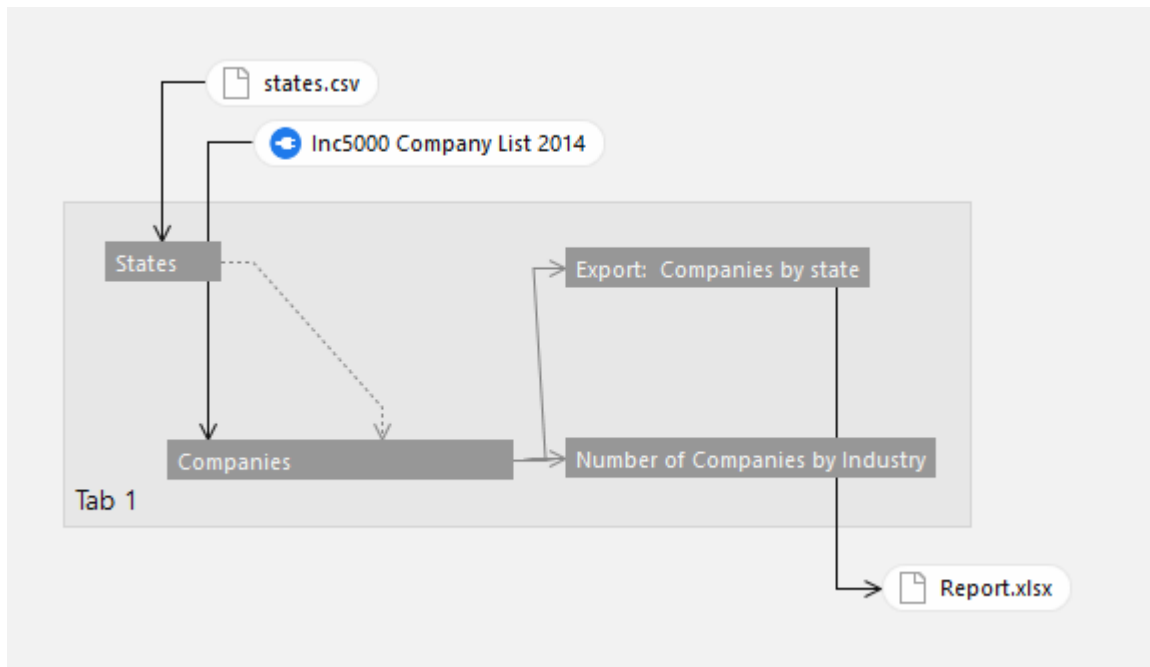 states.csv
Inc5000 Company List 2014
States
Export:  Companies by state
Companies
Number of Companies by Industry
Tab 1
Report.xlsx